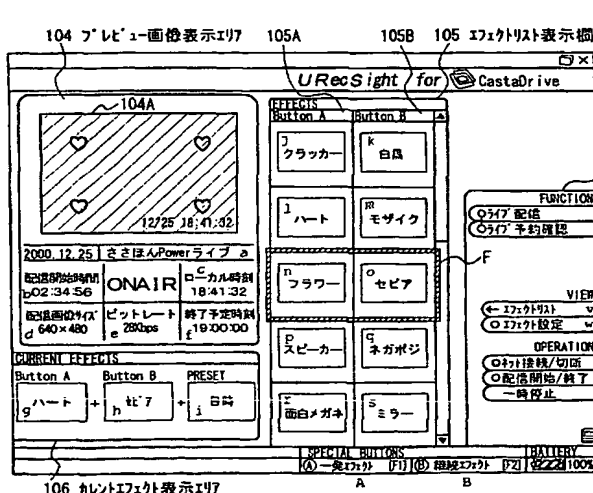 104 プレビュー画像表示エリア
105A
105B
105 エフェクトリスト表示欄
URecSight for CastaDrive
104A
12/25 18:41:32
2000.12.25 ささほんPowerライブ a
配信開始時間 b 02:34:56
ONAIR
ローカル時刻 c 18:41:32
配信画像サイズ d 640×480
ビットレート e 28Kbps
終了予定時刻 f 19:00:00
CURRENT EFFECTS
Button A Button B PRESET
g ハート + h セピア + i 日時
106 カレントエフェクト表示エリア
EFFECTS
Button A Button B
j クラッカー
k 白黒
l ハート
m モザイク
n フラワー
o セピア
F
p スピーカー
q ネガポジ
r 面白メガネ
s ミラー
FUNCTION
ライブ配信
ライブ予約確認
VIEW
← エフェクトリスト v
エフェクト設定 w
OPERATION
ネット接続/切断
配信開始/終了
一時停止
SPECIAL BUTTONS
Ⓐ 一発エフェクト [F1] Ⓑ 継続エフェクト [F2]
BATTERY
100%
A B